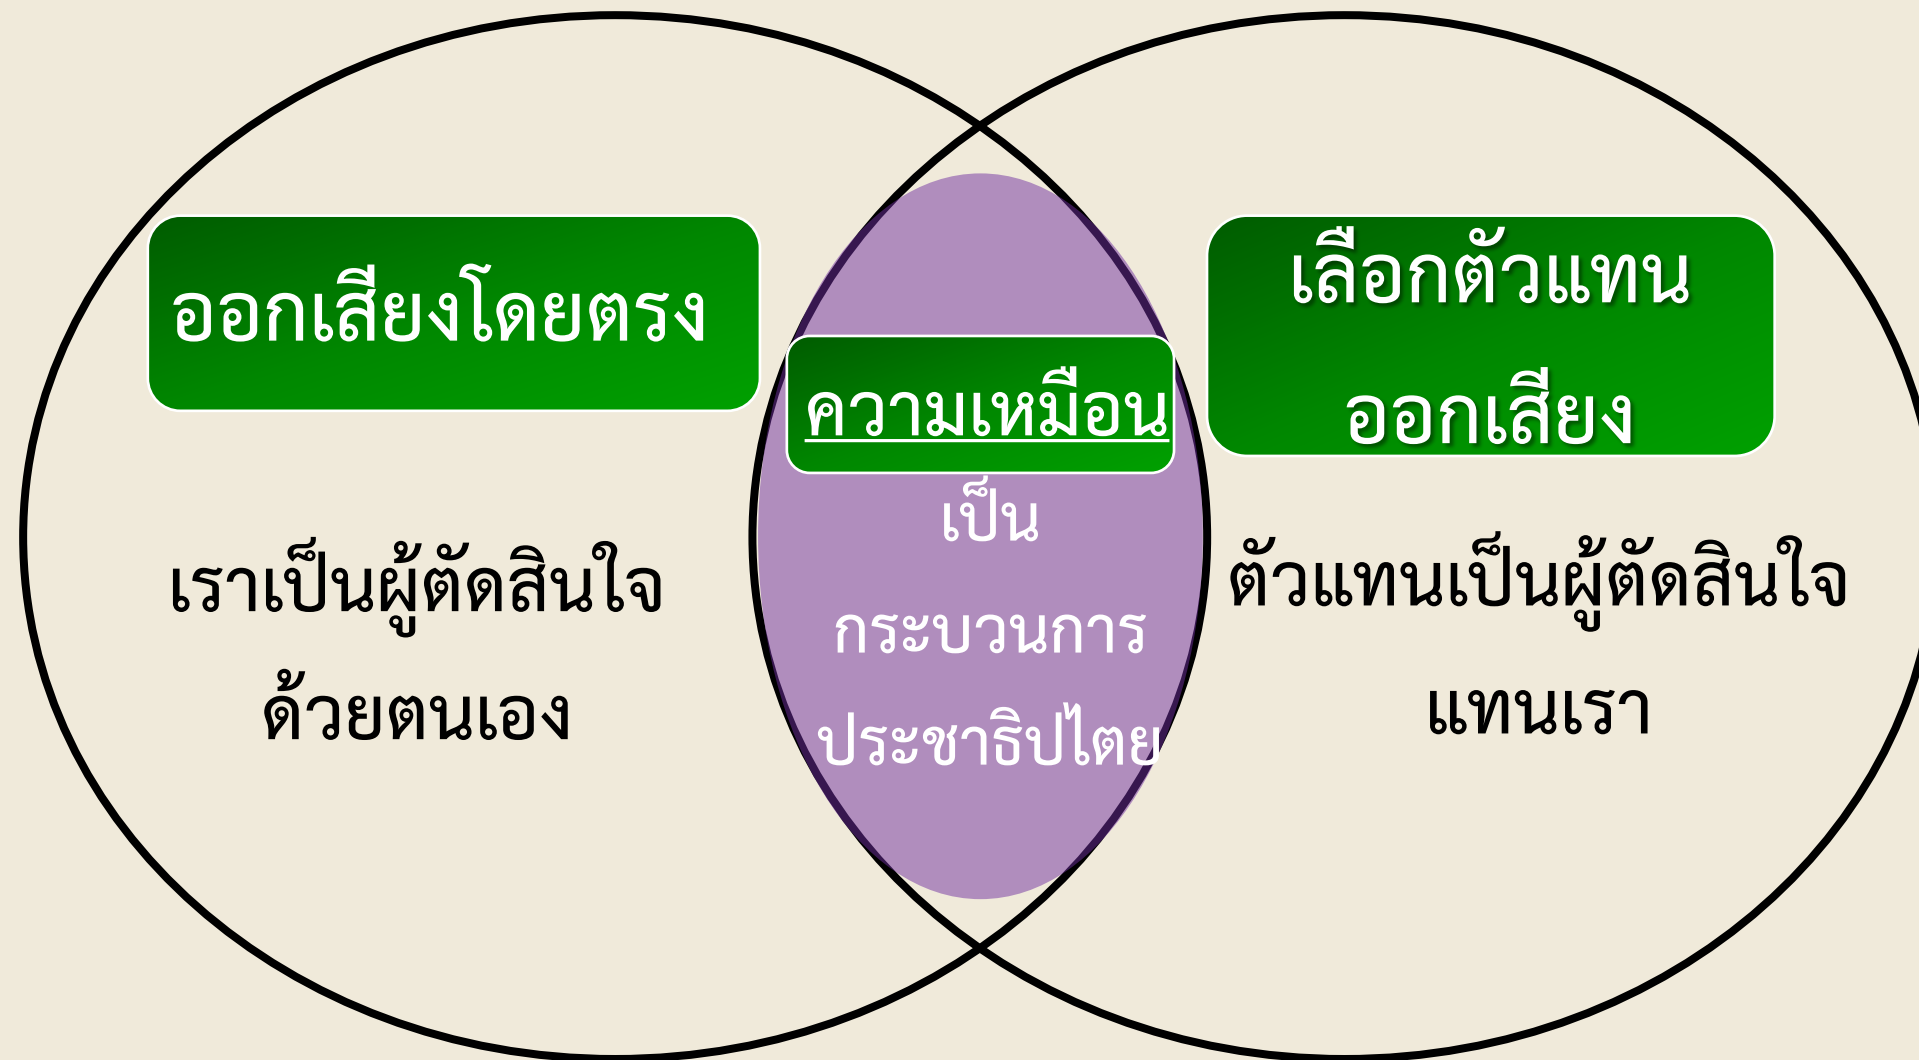 ออกเสียงโดยตรง
เราเป็นผู้ตัดสินใจ
ด้วยตนเอง
ความเหมือน
เป็น
กระบวนการ
ประชาธิปไตย
เลือกตัวแทน
ออกเสียง
ตัวแทนเป็นผู้ตัดสินใจ
แทนเรา